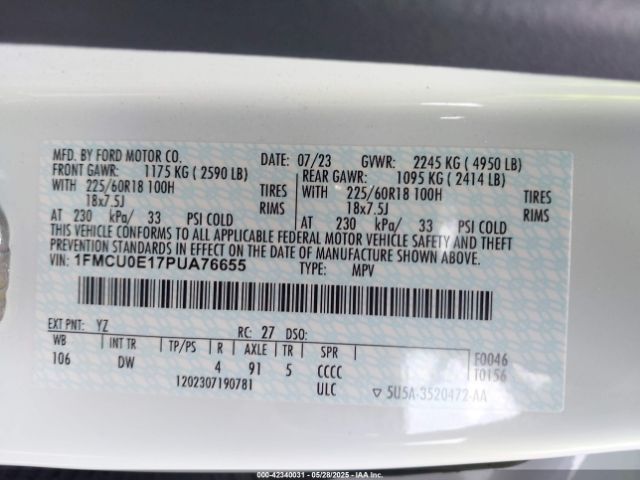 MFD. BY FORD MOTOR CO. DATE: 07/23 GVWR: 2245 KG ( 4950 LB)
FRONT GAWR: 1175 KG ( 2590 LB) REAR GAWR: 1095 KG ( 2414 LB)
WITH 225/60R18 100H TIRES WITH 225/60R18 100H TIRES
18x7.5J RIMS 18x7.5J RIMS
AT 230 kPa/ 33 PSI COLD AT 230 kPa/ 33 PSI COLD
THIS VEHICLE CONFORMS TO ALL APPLICABLE FEDERAL MOTOR VEHICLE SAFETY AND THEFT
PREVENTION STANDARDS IN EFFECT ON THE DATE OF MANUFACTURE SHOWN ABOVE.
VIN: 1FMCU0E17PUA76655 TYPE: MPV
EXT PNT: YZ RC: 27 DSO:
WB INT TR TP/PS R AXLE TR SPR F0046
106 DW 4 91 5 CCCC T0156
1202307190781 ULC ▽ 5U5A-3520472-AA
000-42340031 - 05/28/2025 - IAA Inc.